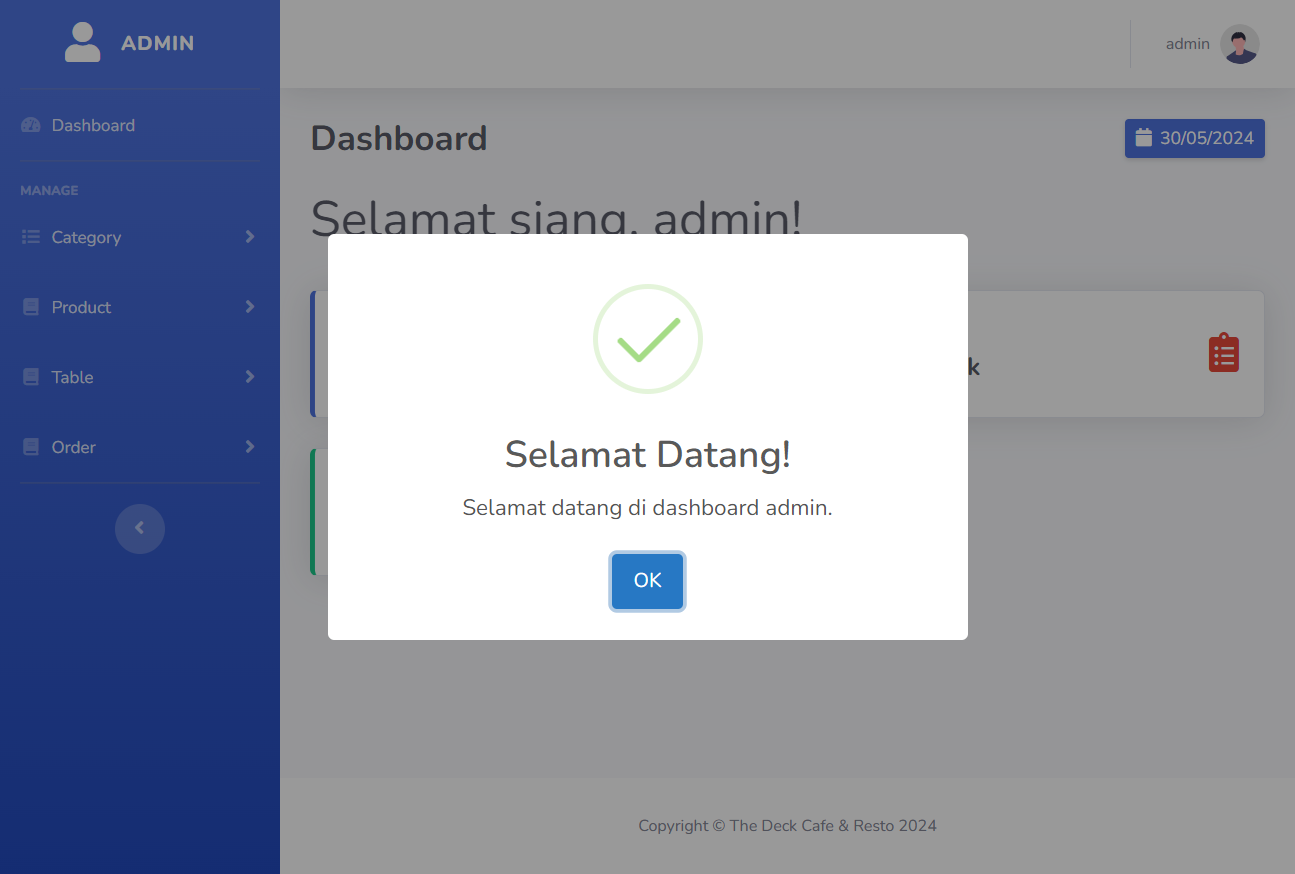 ADMIN
admin
Dashboard
MANAGE
Category
Product
Table
Order
Dashboard
30/05/2024
Selamat siang, admin!
k
Selamat Datang!
Selamat datang di dashboard admin.
OK
Copyright © The Deck Cafe & Resto 2024